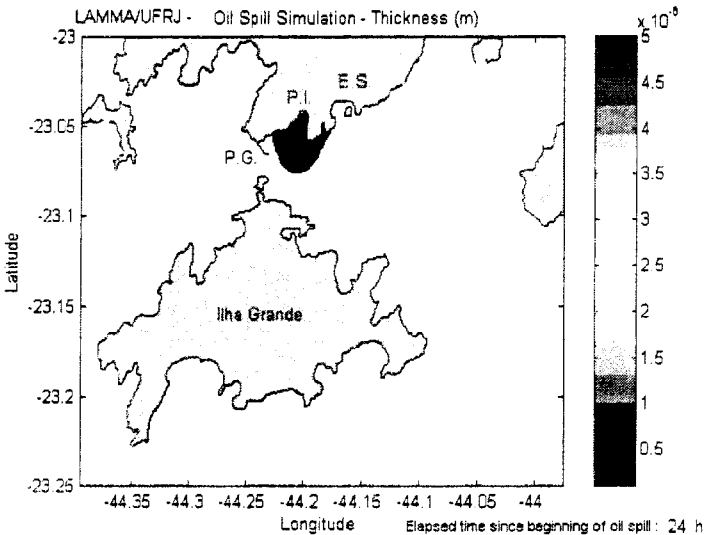 LAMMA/UFRJ - Oil Spill Simulation - Thickness (m)
x 10^-6
-23
-23.05
-23.1
-23.15
-23.2
-23.25
Latitude
E.S.
P.I.
P.G.
Ilha Grande
5
4.5
4
3.5
3
2.5
2
1.5
1
0.5
-44.35 -44.3 -44.25 -44.2 -44.15 -44.1 -44.05 -44
Longitude
Elapsed time since beginning of oil spill : 24 h